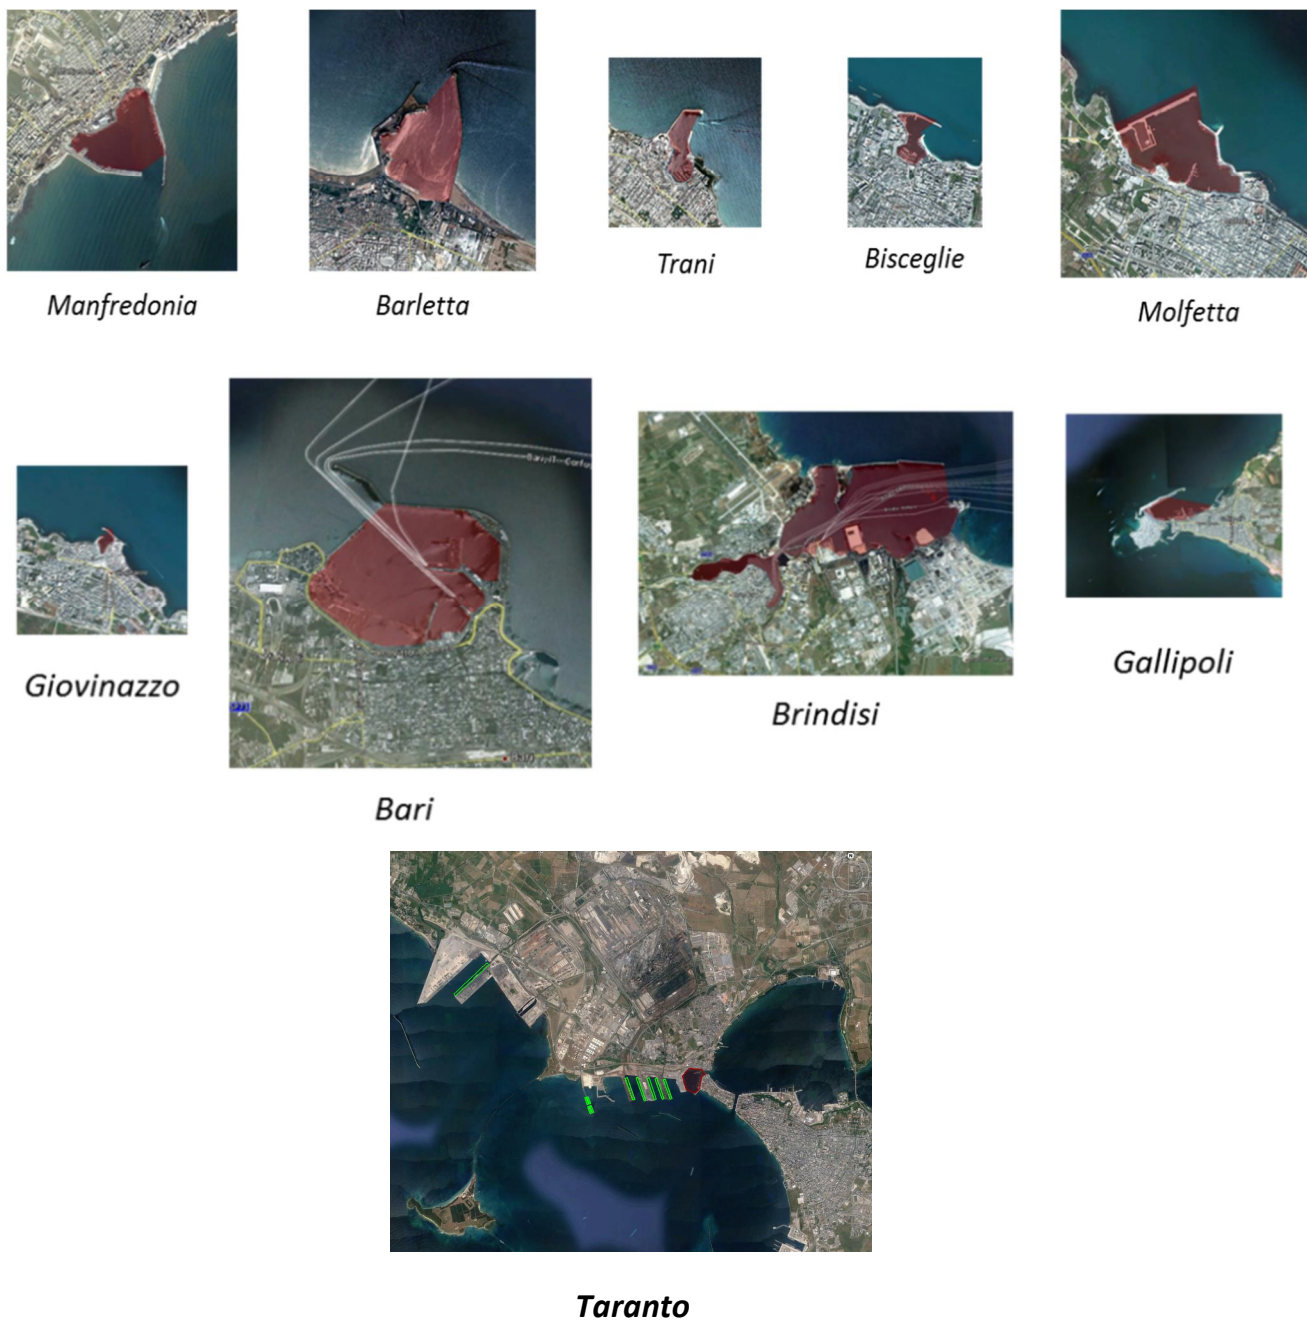 Manfredonia
Barletta
Trani
Bisceglie
Molfetta
Giovinazzo
Bari
Brindisi
Gallipoli
Taranto